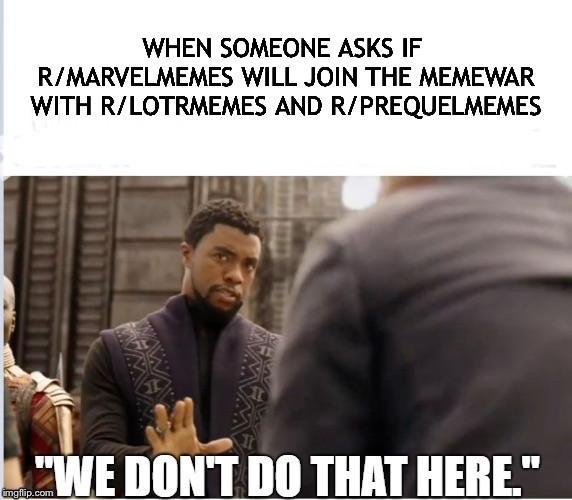 WHEN SOMEONE ASKS IF
R/MARVELMEMES WILL JOIN THE MEMEWAR
WITH R/LOTRMEMES AND R/PREQUELMEMES
"WE DON'T DO THAT HERE."
imgflip.com